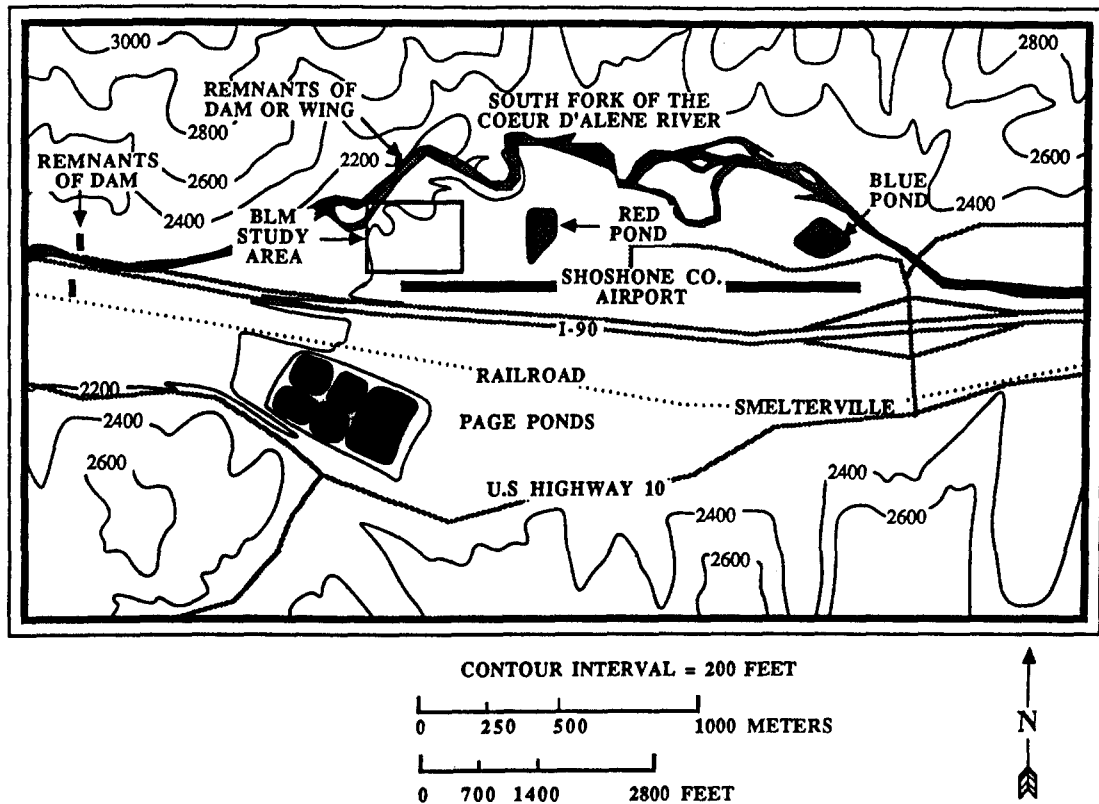 3000
2800
REMNANTS OF
DAM OR WING
SOUTH FORK OF THE
COEUR D'ALENE RIVER
2800
2600
REMNANTS
OF DAM
2200
2600
BLUE
POND
2400
2400
BLM
STUDY
AREA
RED
POND
SHOSHONE CO.
AIRPORT
I-90
RAILROAD
2200
SMELTERVILLE
PAGE PONDS
2400
2600
2400
U.S HIGHWAY 10
2400
2600
2600
CONTOUR INTERVAL = 200 FEET
0 250 500 1000 METERS
0 700 1400 2800 FEET
N